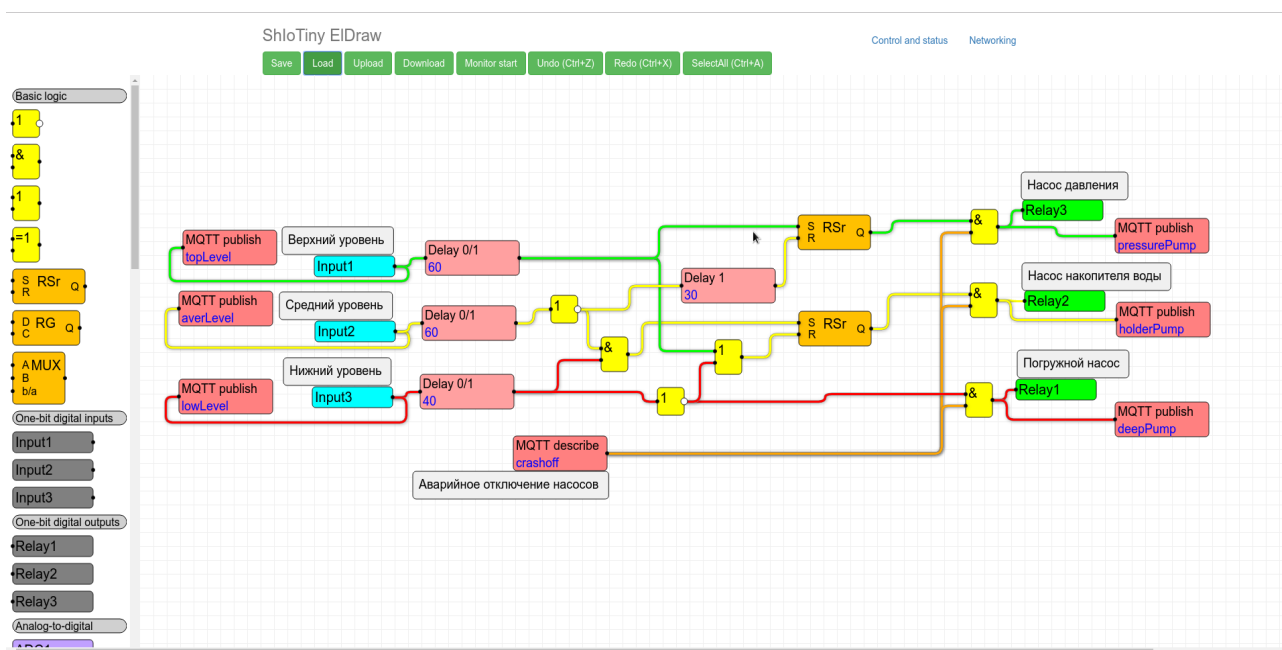 ShIoTiny ElDraw
Control and status
Networking
Save
Load
Upload
Download
Monitor start
Undo (Ctrl+Z)
Redo (Ctrl+X)
SelectAll (Ctrl+A)
Basic logic
1
&
1
=1
S RSr Q
R
D RG Q
C
A MUX
B
b/a
One-bit digital inputs
Input1
Input2
Input3
One-bit digital outputs
Relay1
Relay2
Relay3
Analog-to-digital
ADC1
MQTT publish
topLevel
Верхний уровень
Input1
Delay 0/1
60
MQTT publish
averLevel
Средний уровень
Input2
Delay 0/1
60
MQTT publish
lowLevel
Нижний уровень
Input3
Delay 0/1
40
1
&
Delay 1
30
1
1
S RSr Q
R
S RSr Q
R
MQTT describe
crashoff
Аварийное отключение насосов
&
Насос давления
Relay3
MQTT publish
pressurePump
&
Насос накопителя воды
Relay2
MQTT publish
holderPump
&
Погружной насос
Relay1
MQTT publish
deepPump